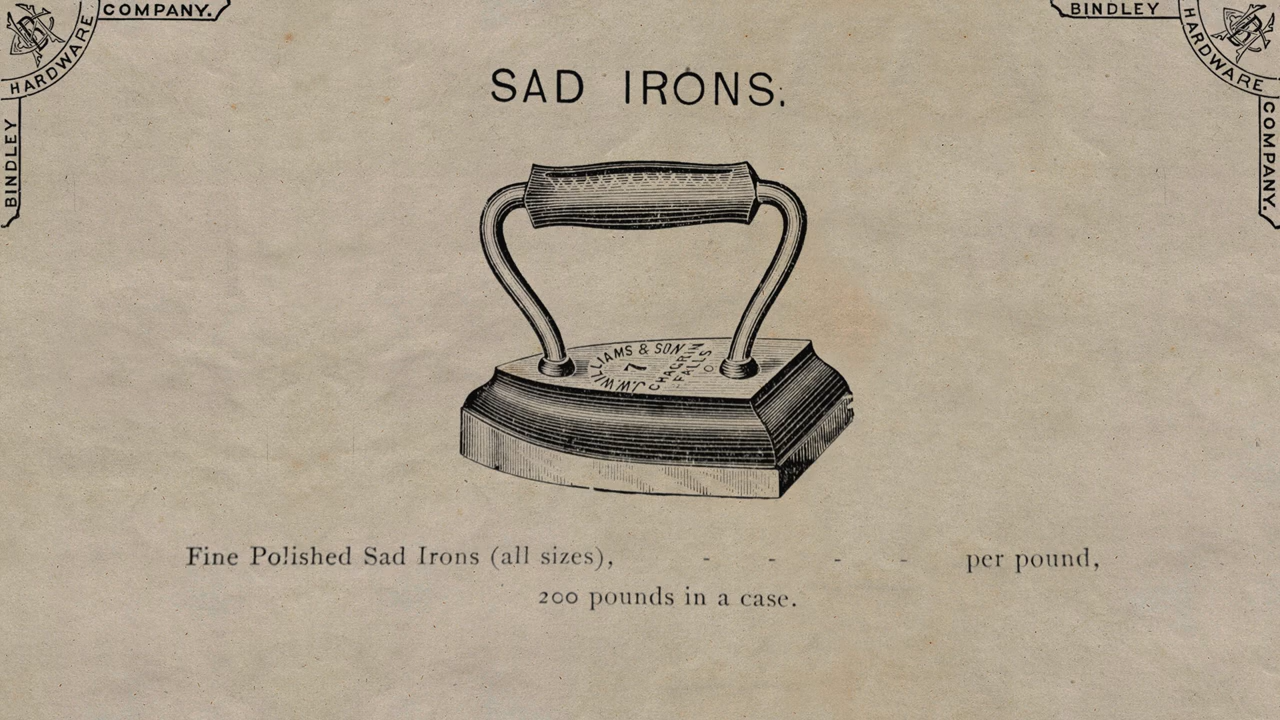 BINDLEY
HARDWARE
COMPANY.
BINDLEY
HARDWARE
COMPANY.
SAD IRONS.
J.W.WILLIAMS & SON
7
CHAGRIN
FALLS
O.
Fine Polished Sad Irons (all sizes), - - - - per pound,
200 pounds in a case.